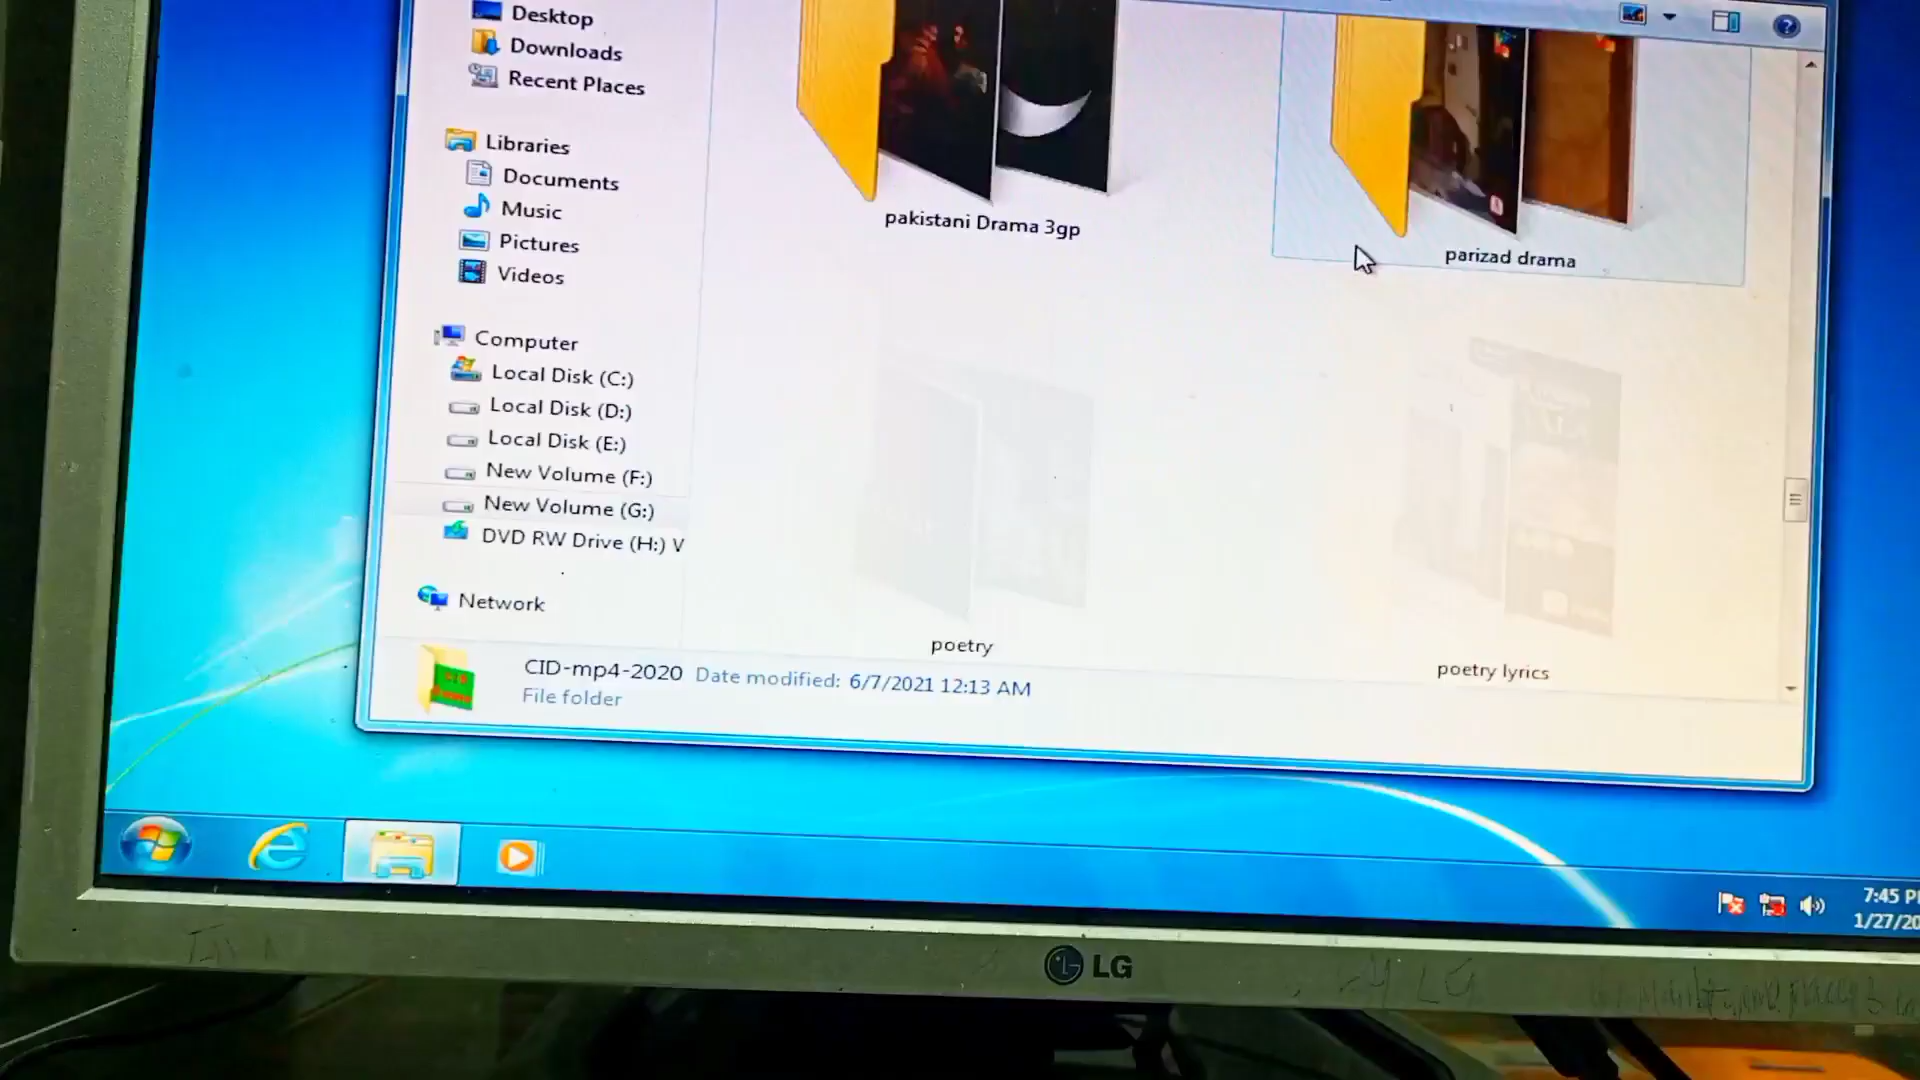 Desktop
Downloads
Recent Places
Libraries
Documents
Music
Pictures
Videos
Computer
Local Disk (C:)
Local Disk (D:)
Local Disk (E:)
New Volume (F:)
New Volume (G:)
DVD RW Drive (H:) V
Network
pakistani Drama 3gp
parizad drama
poetry
poetry lyrics
CID-mp4-2020 Date modified: 6/7/2021 12:13 AM
File folder
7:45 P
1/27/20
LG